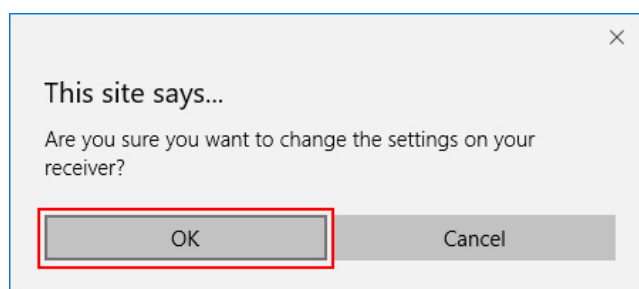 This site says...
Are you sure you want to change the settings on your
receiver?
OK
Cancel